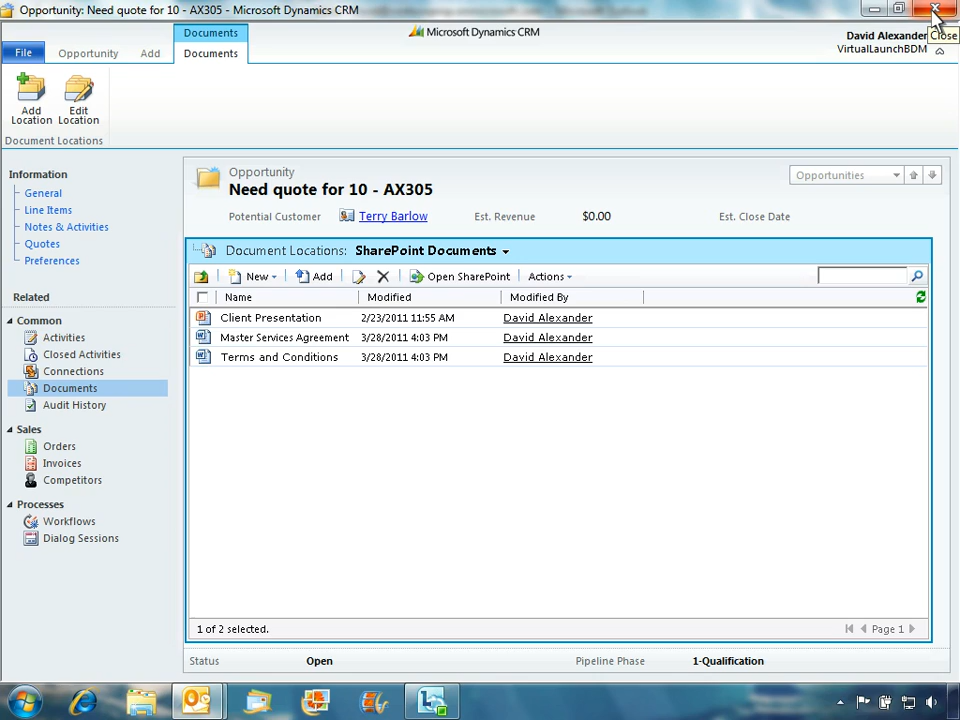 Opportunity: Need quote for 10 - AX305 - Microsoft Dynamics CRM
Close
Documents
Microsoft Dynamics CRM
David Alexander
VirtualLaunchBDM
File
Opportunity
Add
Documents
Add Location
Edit Location
Document Locations
Information
General
Line Items
Notes & Activities
Quotes
Preferences
Related
Common
Activities
Closed Activities
Connections
Documents
Audit History
Sales
Orders
Invoices
Competitors
Processes
Workflows
Dialog Sessions
Opportunity
Need quote for 10 - AX305
Opportunities
Potential Customer Terry Barlow Est. Revenue $0.00 Est. Close Date
Document Locations: SharePoint Documents
New Add Open SharePoint Actions
Name Modified Modified By
Client Presentation 2/23/2011 11:55 AM David Alexander
Master Services Agreement 3/28/2011 4:03 PM David Alexander
Terms and Conditions 3/28/2011 4:03 PM David Alexander
1 of 2 selected. Page 1
Status Open Pipeline Phase 1-Qualification